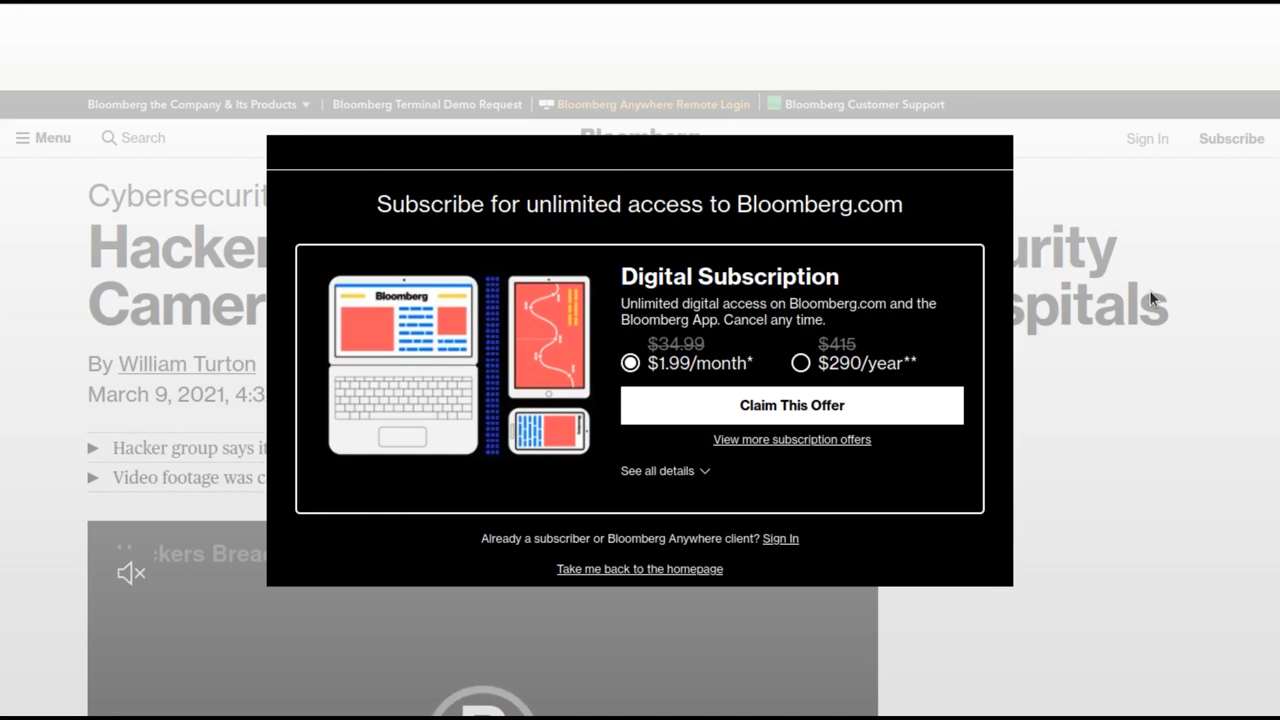 Bloomberg the Company & Its Products ▼ | Bloomberg Terminal Demo Request | Bloomberg Anywhere Remote Login | Bloomberg Customer Support
Menu Search Bloomberg Sign In Subscribe
Subscribe for unlimited access to Bloomberg.com
Cybersecurit
Hacker urity
Camer spitals
By William Turton
March 9, 2021, 4:3
▶ Hacker group says it
▶ Video footage was c
kers Brea
Bloomberg
Digital Subscription
Unlimited digital access on Bloomberg.com and the
Bloomberg App. Cancel any time.
$34.99 $415
$1.99/month* $290/year**
Claim This Offer
View more subscription offers
See all details
Already a subscriber or Bloomberg Anywhere client? Sign In
Take me back to the homepage